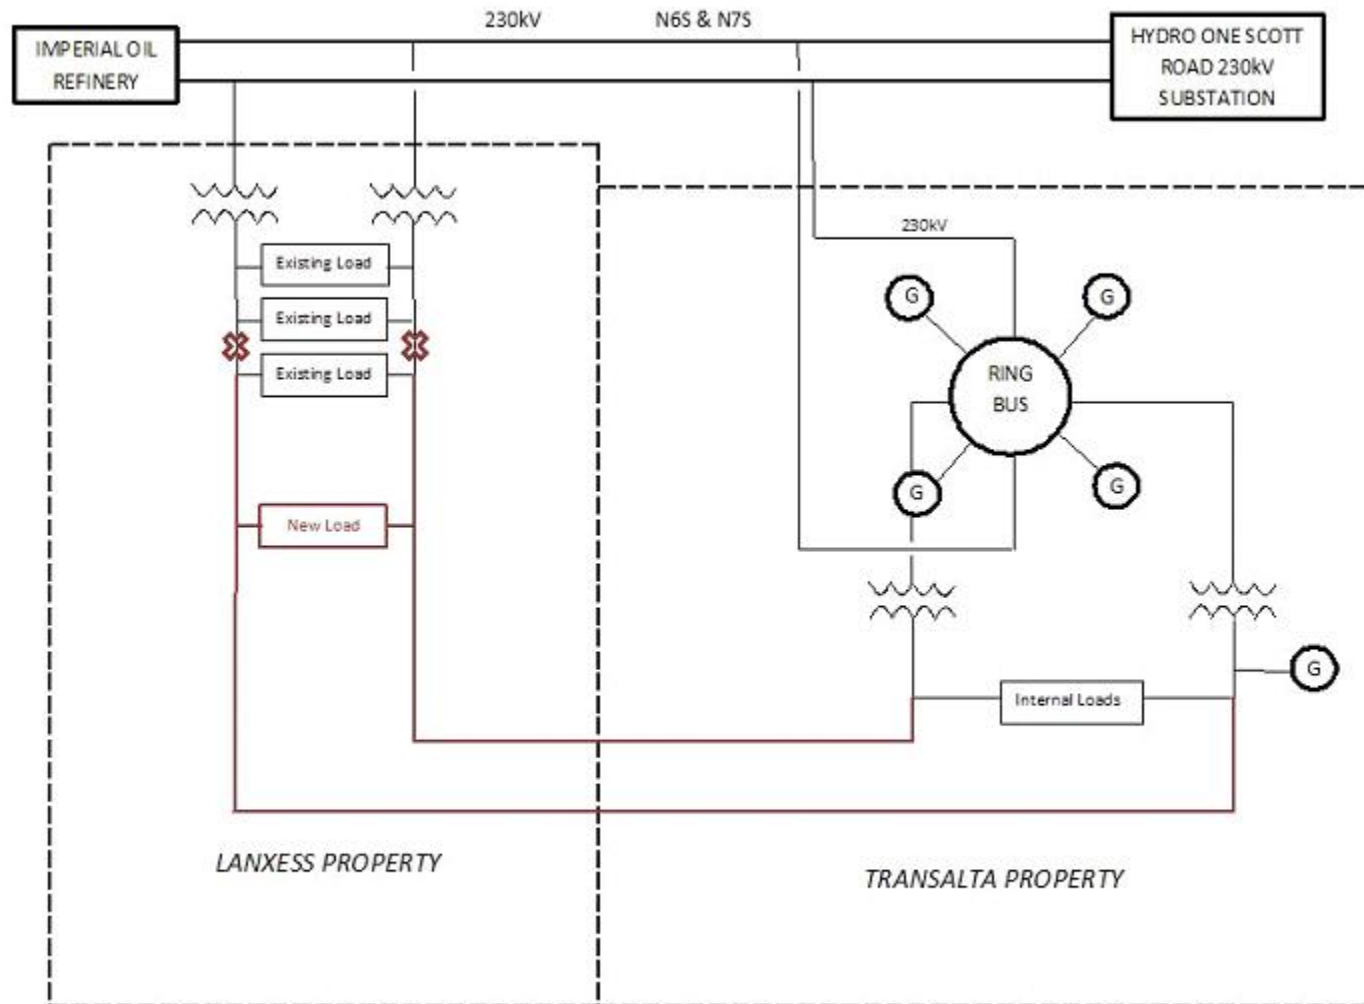 230kV N6S & N7S
IMPERIAL OIL
REFINERY
HYDRO ONE SCOTT
ROAD 230kV
SUBSTATION
230kV
Existing Load
Existing Load
Existing Load
New Load
G
G
RING
BUS
G
G
G
Internal Loads
LANXESS PROPERTY
TRANSALTA PROPERTY